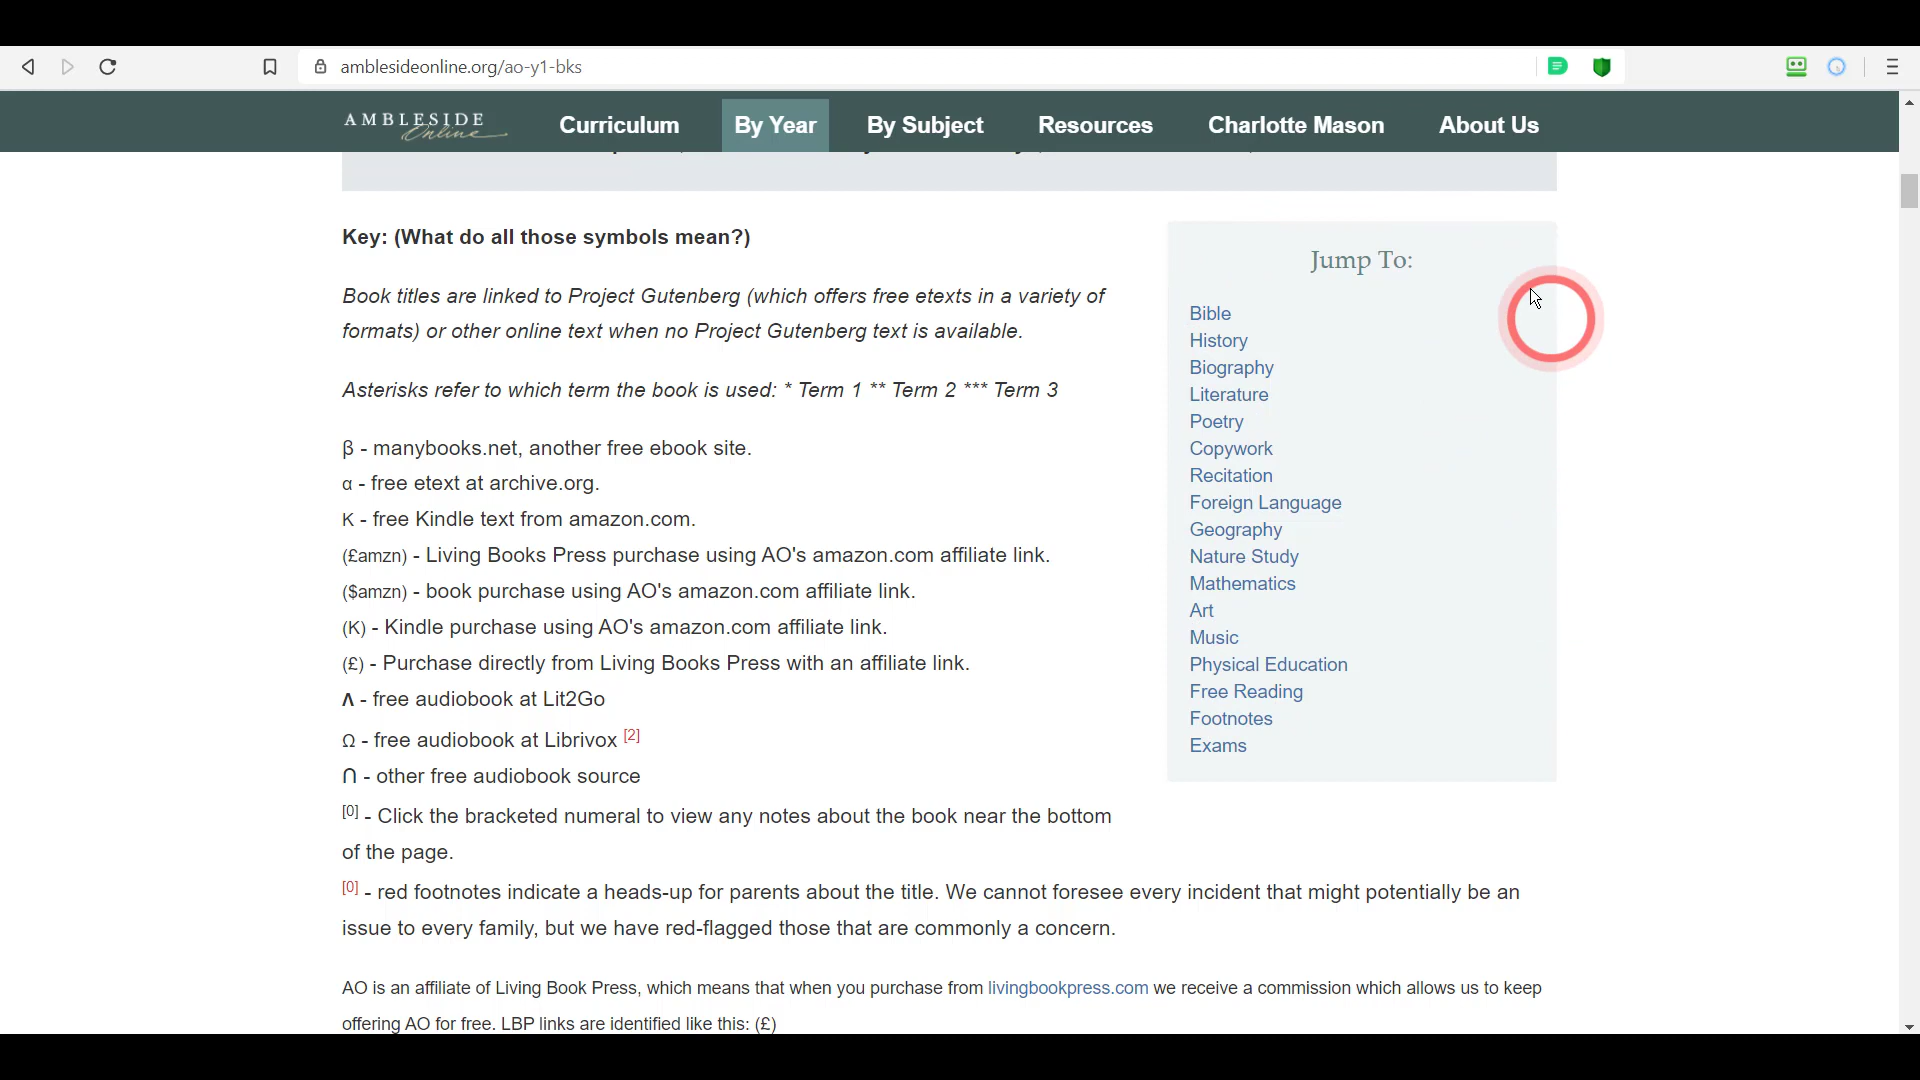 amblesideonline.org/ao-y1-bks
AMBLESIDE
Online
Curriculum
By Year
By Subject
Resources
Charlotte Mason
About Us
Key: (What do all those symbols mean?)
Book titles are linked to Project Gutenberg (which offers free etexts in a variety of
formats) or other online text when no Project Gutenberg text is available.
Asterisks refer to which term the book is used: * Term 1 ** Term 2 *** Term 3
β - manybooks.net, another free ebook site.
α - free etext at archive.org.
K - free Kindle text from amazon.com.
(£amzn) - Living Books Press purchase using AO's amazon.com affiliate link.
($amzn) - book purchase using AO's amazon.com affiliate link.
(K) - Kindle purchase using AO's amazon.com affiliate link.
(£) - Purchase directly from Living Books Press with an affiliate link.
Λ - free audiobook at Lit2Go
Ω - free audiobook at Librivox [2]
∩ - other free audiobook source
[0] - Click the bracketed numeral to view any notes about the book near the bottom
of the page.
[0] - red footnotes indicate a heads-up for parents about the title. We cannot foresee every incident that might potentially be an
issue to every family, but we have red-flagged those that are commonly a concern.
AO is an affiliate of Living Book Press, which means that when you purchase from livingbookpress.com we receive a commission which allows us to keep
offering AO for free. LBP links are identified like this: (£)
Jump To:
Bible
History
Biography
Literature
Poetry
Copywork
Recitation
Foreign Language
Geography
Nature Study
Mathematics
Art
Music
Physical Education
Free Reading
Footnotes
Exams